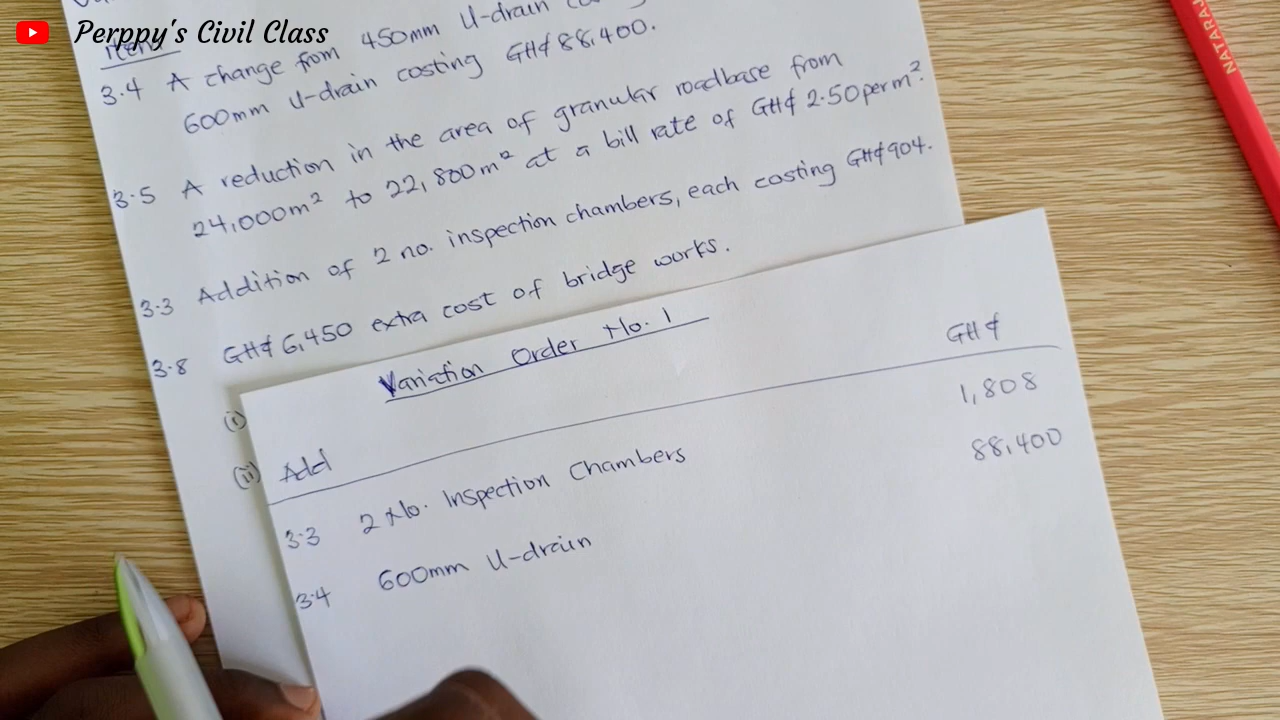 Perppy's Civil Class
Item
3.4 A change from 450mm U-drain
600mm U-drain costing GH¢ 88,400.
3.5 A reduction in the area of granular roadbase from
24,000m² to 22,800m² at a bill rate of GH¢ 2.50 per m².
3.3 Addition of 2 no. inspection chambers, each costing GH¢904.
3.8 GH¢ 6,450 extra cost of bridge works.
(i)
(ii)
Variation Order No. 1
GH¢
Add
3.3 2 No. Inspection Chambers 1,808
3.4 600mm U-drain 88,400
NATARAJ